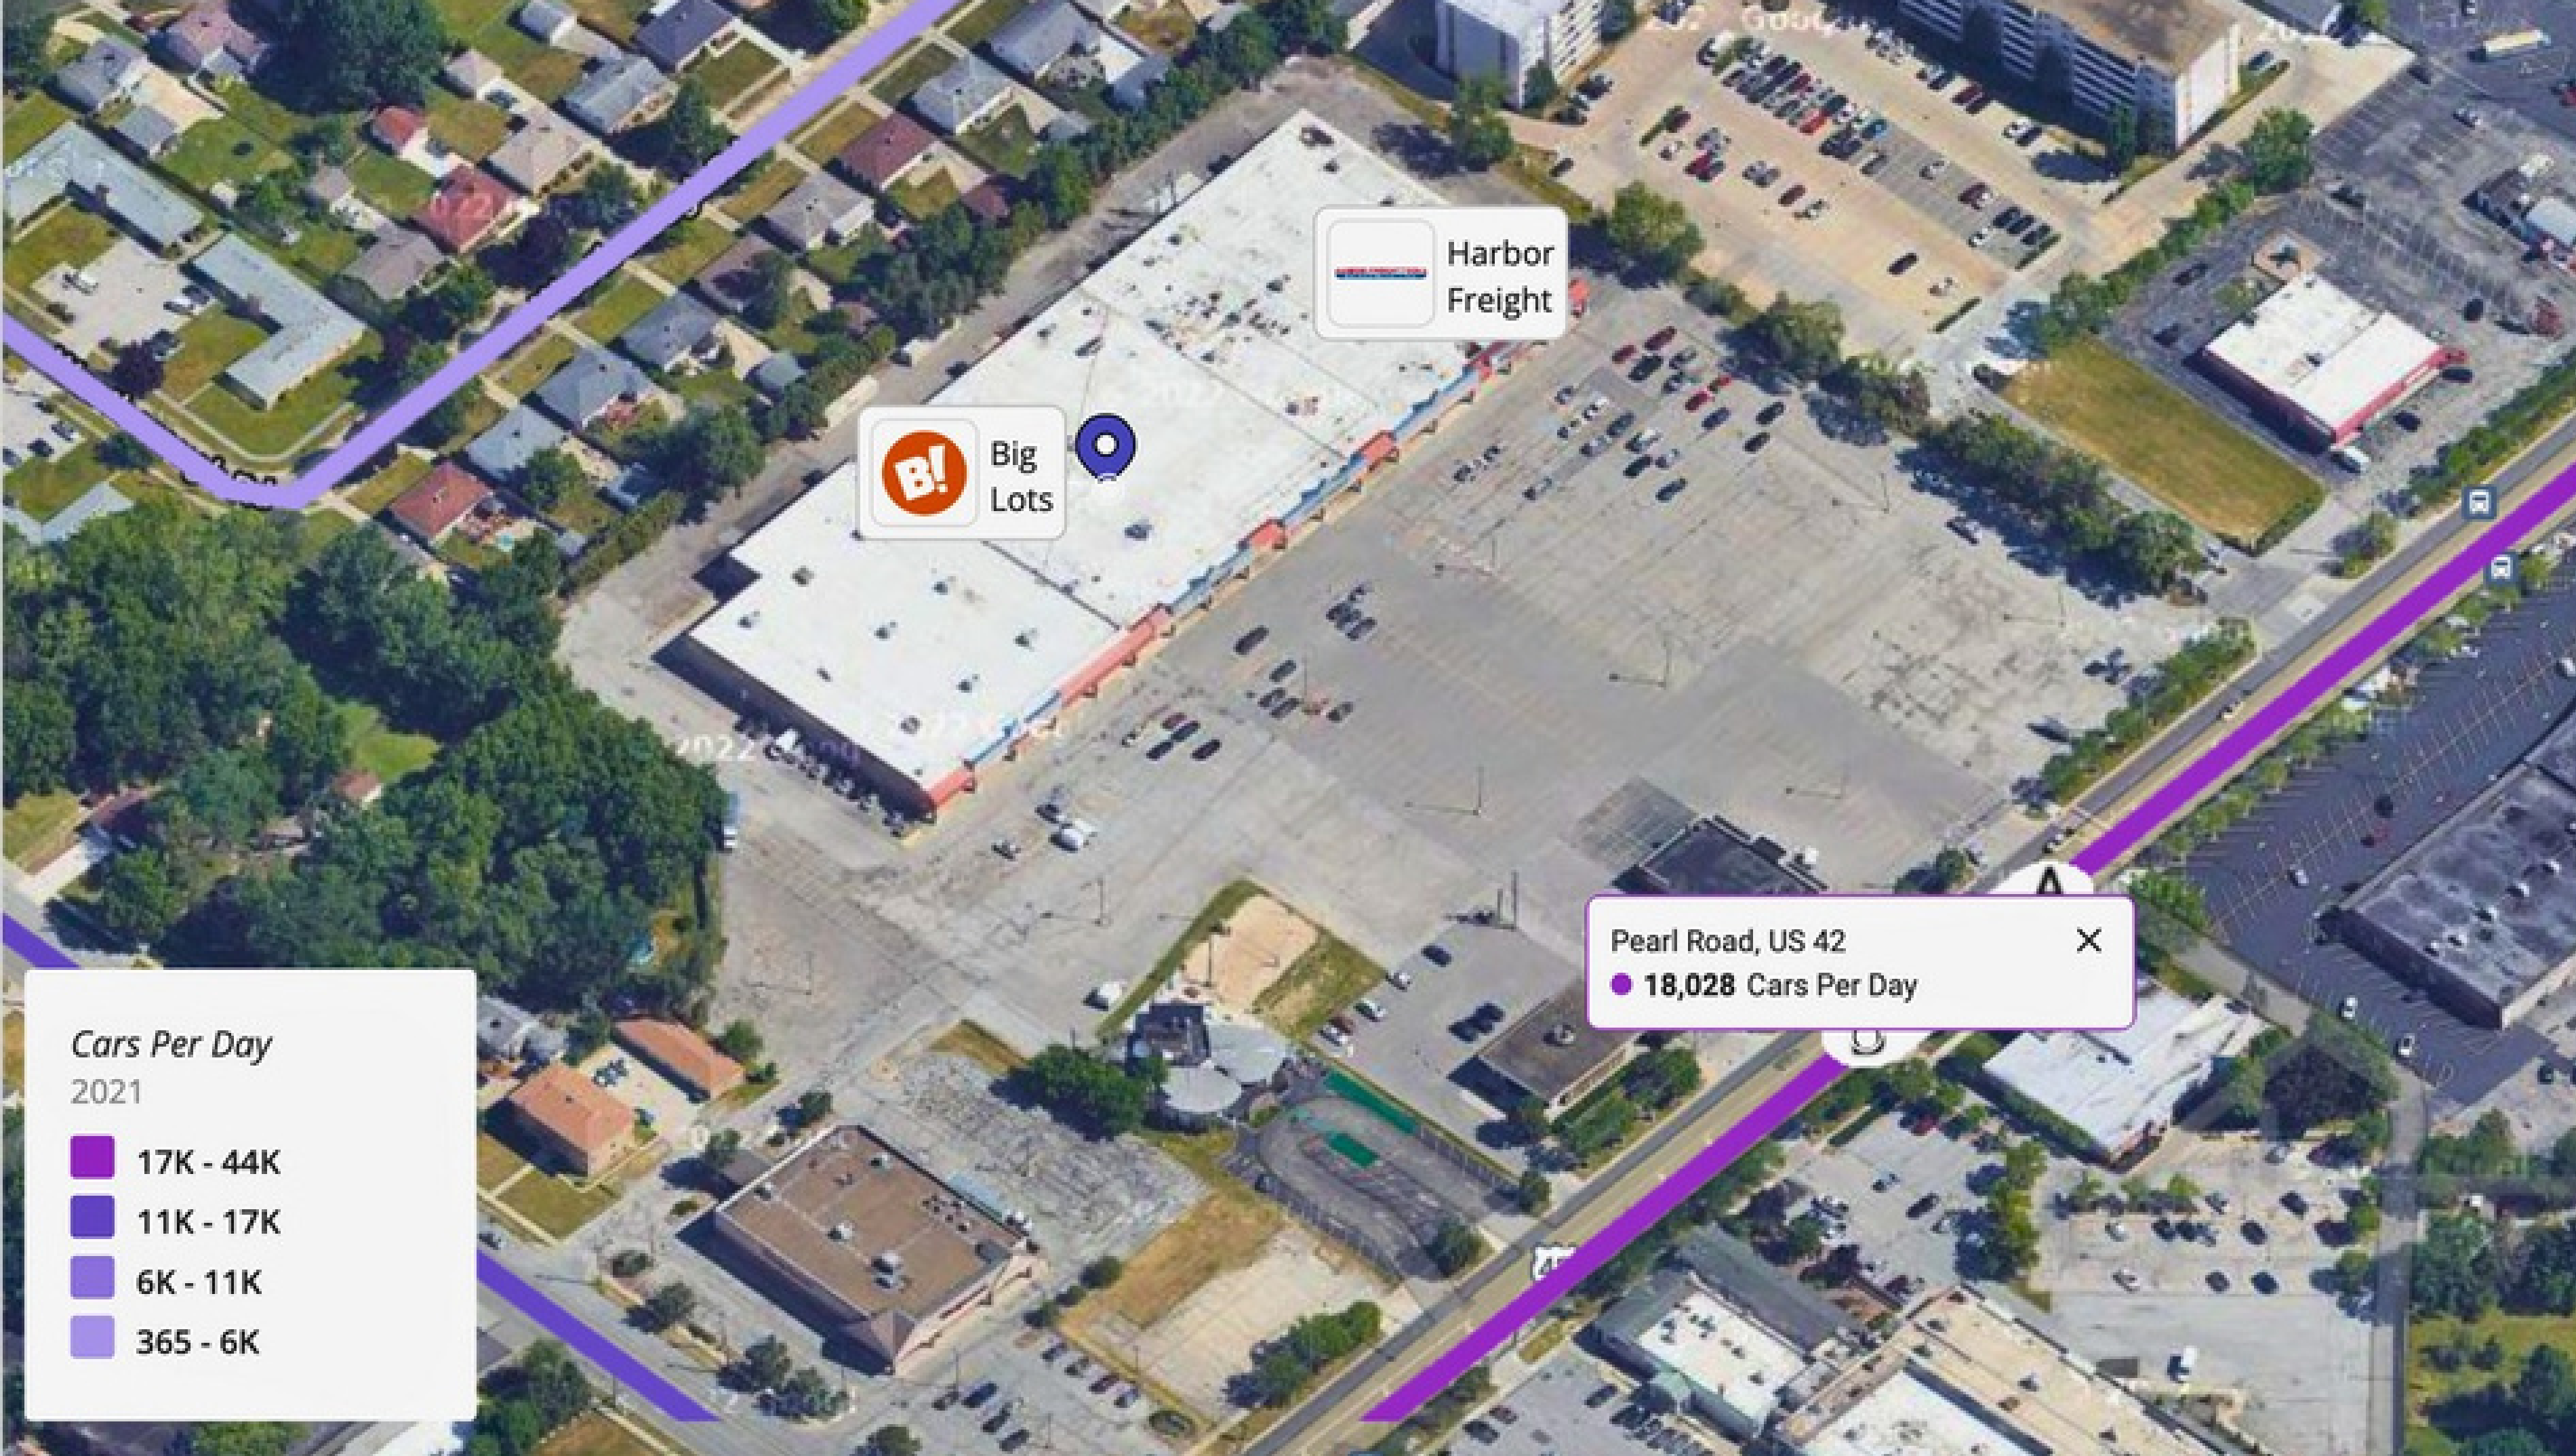 Harbor
Freight
B!
Big
Lots
2022
Pearl Road, US 42
18,028 Cars Per Day
Cars Per Day
2021
17K - 44K
11K - 17K
6K - 11K
365 - 6K